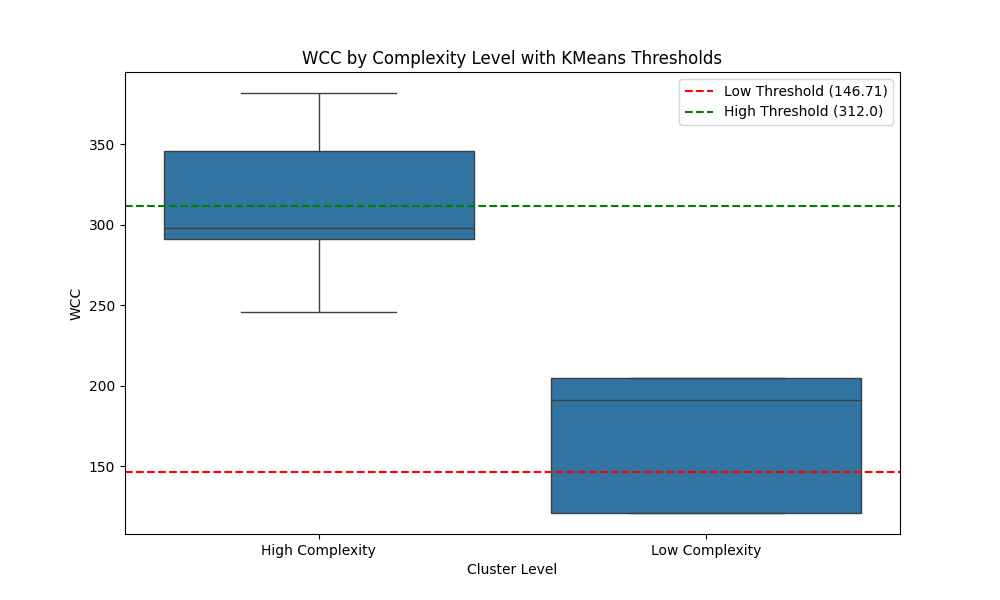 WCC by Complexity Level with KMeans Thresholds
Low Threshold (146.71)
High Threshold (312.0)
350
300
250
200
150
WCC
High Complexity
Low Complexity
Cluster Level